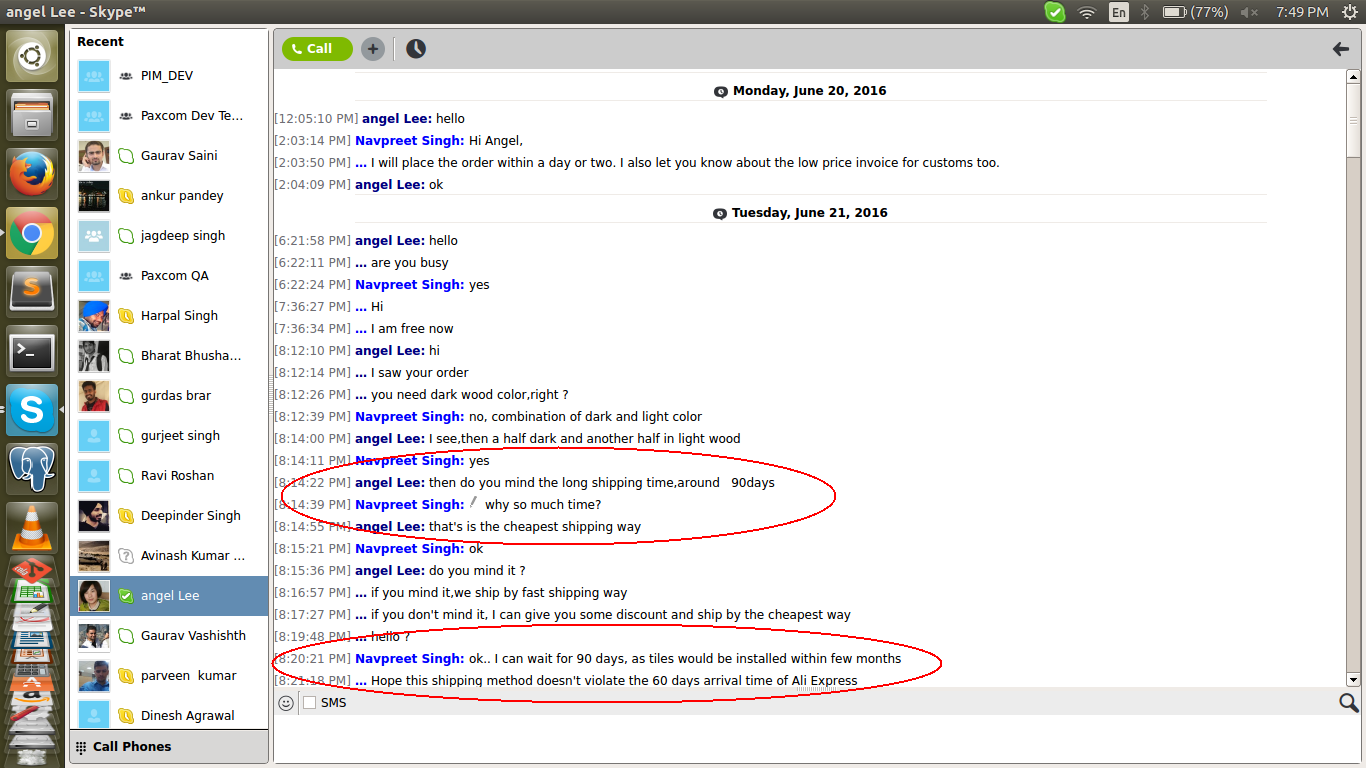 angel Lee - Skype™
En
(77%)
7:49 PM
Recent
PIM_DEV
Paxcom Dev Te...
Gaurav Saini
ankur pandey
jagdeep singh
Paxcom QA
Harpal Singh
Bharat Bhusha...
gurdas brar
gurjeet singh
Ravi Roshan
Deepinder Singh
Avinash Kumar ...
angel Lee
Gaurav Vashishth
parveen kumar
Dinesh Agrawal
Call Phones
Call
Monday, June 20, 2016
[12:05:10 PM] angel Lee: hello
[2:03:14 PM] Navpreet Singh: Hi Angel,
[2:03:50 PM] ... I will place the order within a day or two. I also let you know about the low price invoice for customs too.
[2:04:09 PM] angel Lee: ok
Tuesday, June 21, 2016
[6:21:58 PM] angel Lee: hello
[6:22:11 PM] ... are you busy
[6:22:24 PM] Navpreet Singh: yes
[7:36:27 PM] ... Hi
[7:36:34 PM] ... I am free now
[8:12:10 PM] angel Lee: hi
[8:12:14 PM] ... I saw your order
[8:12:26 PM] ... you need dark wood color,right ?
[8:12:39 PM] Navpreet Singh: no, combination of dark and light color
[8:14:00 PM] angel Lee: I see,then a half dark and another half in light wood
[8:14:11 PM] Navpreet Singh: yes
[8:14:22 PM] angel Lee: then do you mind the long shipping time,around 90days
[8:14:39 PM] Navpreet Singh: why so much time?
[8:14:55 PM] angel Lee: that's is the cheapest shipping way
[8:15:21 PM] Navpreet Singh: ok
[8:15:36 PM] angel Lee: do you mind it ?
[8:16:57 PM] ... if you mind it,we ship by fast shipping way
[8:17:27 PM] ... if you don't mind it, I can give you some discount and ship by the cheapest way
[8:19:48 PM] ... hello ?
[8:20:21 PM] Navpreet Singh: ok.. I can wait for 90 days, as tiles would be installed within few months
[8:21:18 PM] ... Hope this shipping method doesn't violate the 60 days arrival time of Ali Express
SMS